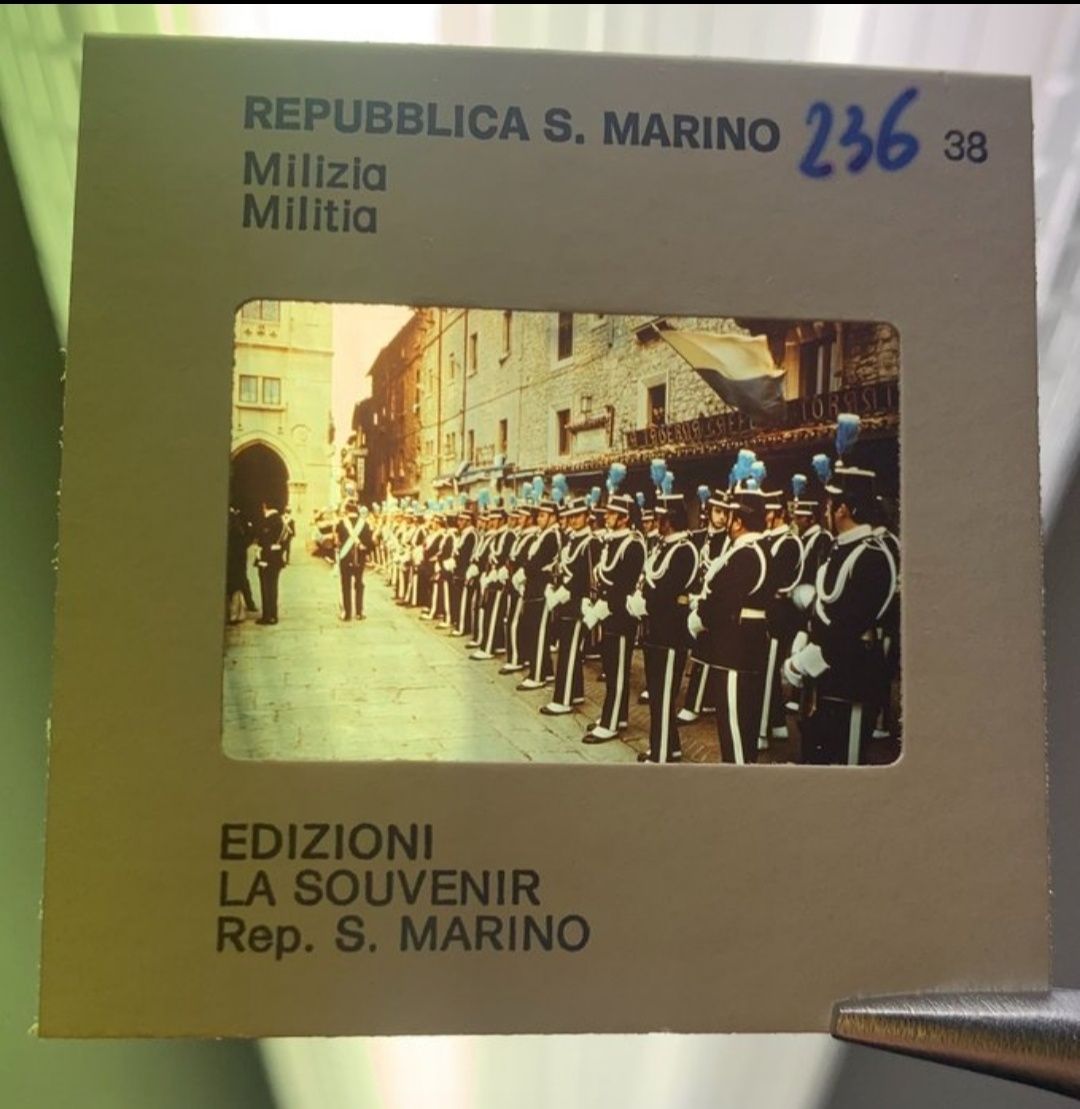 REPUBBLICA S. MARINO 236 38
Milizia
Militia
EDIZIONI
LA SOUVENIR
Rep. S. MARINO